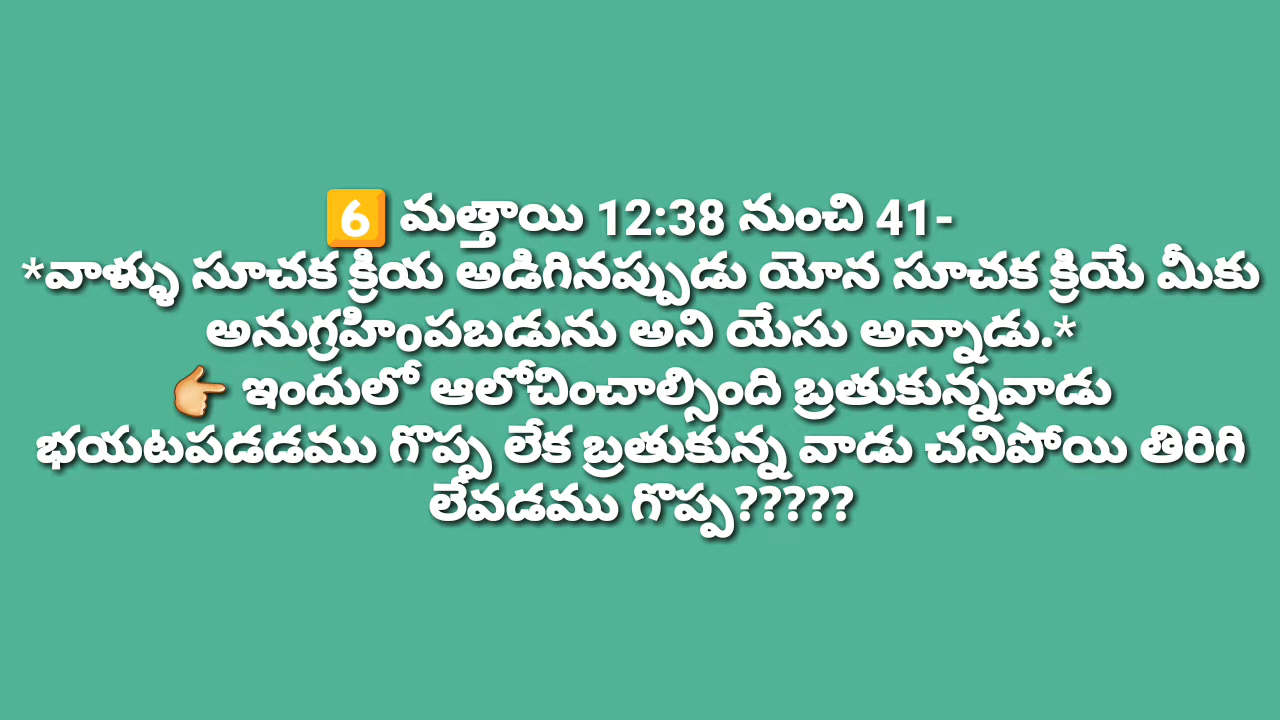 6️⃣ మత్తాయి 12:38 నుంచి 41-
*వాళ్ళు సూచక క్రియ అడిగినప్పుడు యోన సూచక క్రియే మీకు
అనుగ్రహిoపబడును అని యేసు అన్నాడు.*
👉 ఇందులో ఆలోచించాల్సింది బ్రతుకున్నవాడు
భయటపడడము గొప్ప లేక బ్రతుకున్న వాడు చనిపోయి తిరిగి
లేవడము గొప్ప?????